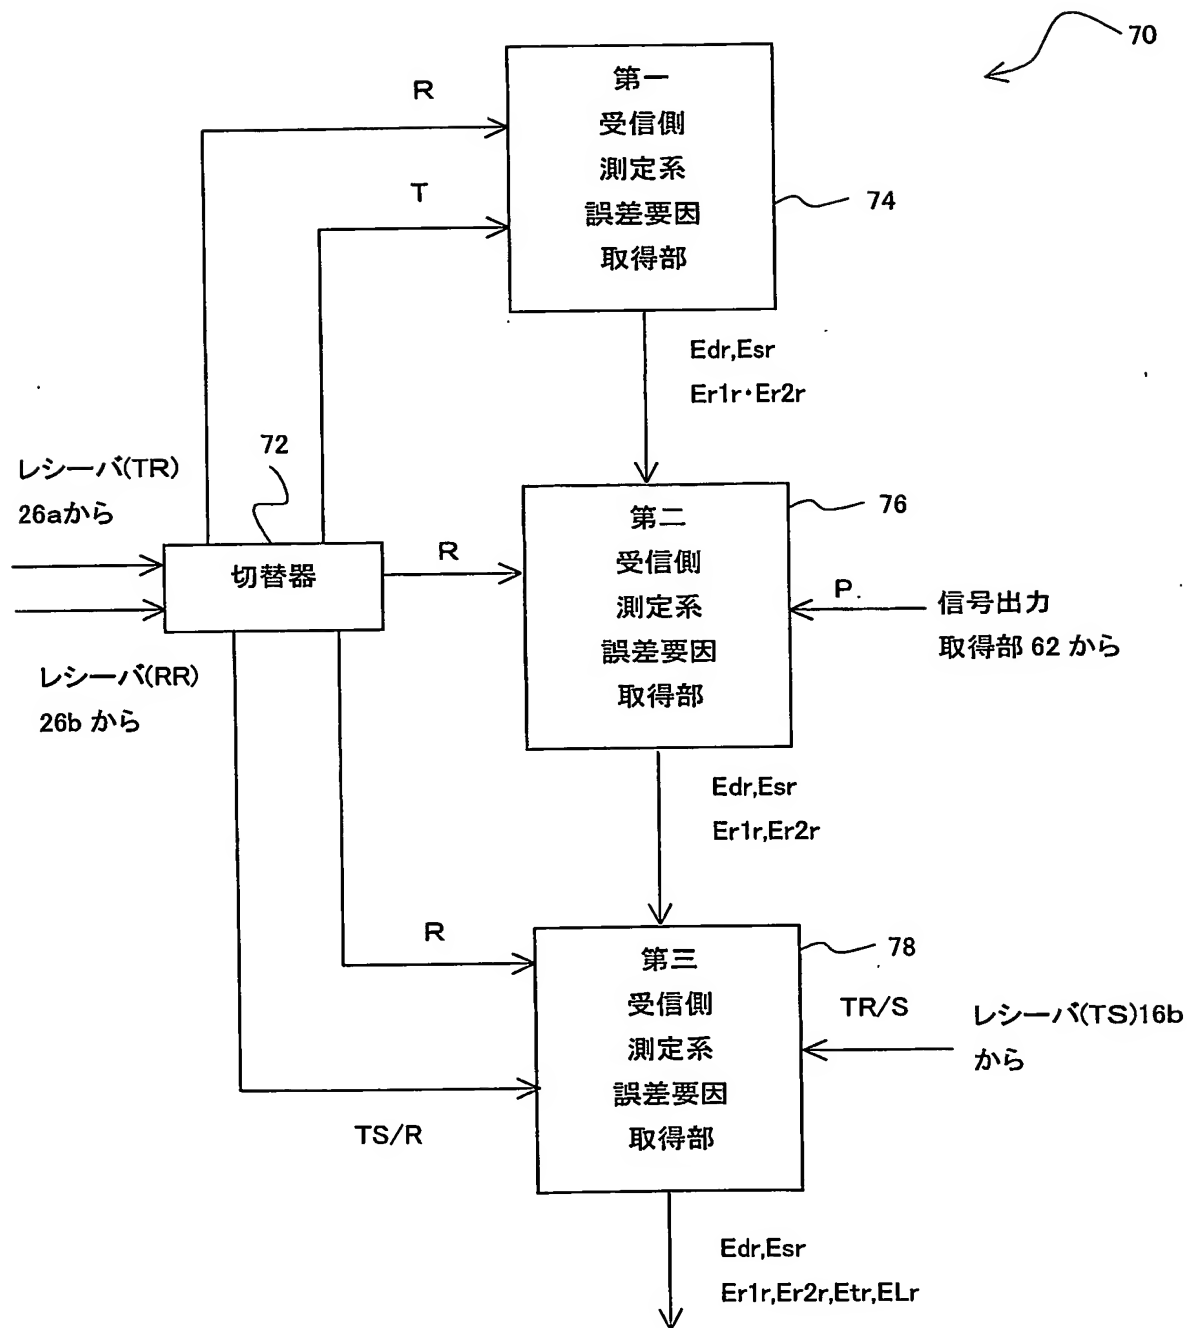 70
第一
受信側
測定系
誤差要因
取得部
R
T
74
Edr,Esr
Er1r・Er2r
レシーバ(TR)
26aから
72
切替器
レシーバ(RR)
26b から
R
第二
受信側
測定系
誤差要因
取得部
76
P
信号出力
取得部 62 から
Edr,Esr
Er1r,Er2r
R
TS/R
第三
受信側
測定系
誤差要因
取得部
78
TR/S
レシーバ(TS)16b
から
Edr,Esr
Er1r,Er2r,Etr,ELr